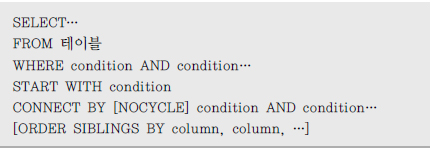 SELECT…
FROM 테이블
WHERE condition AND condition…
START WITH condition
CONNECT BY [NOCYCLE] condition AND condition…
[ORDER SIBLINGS BY column, column, …]